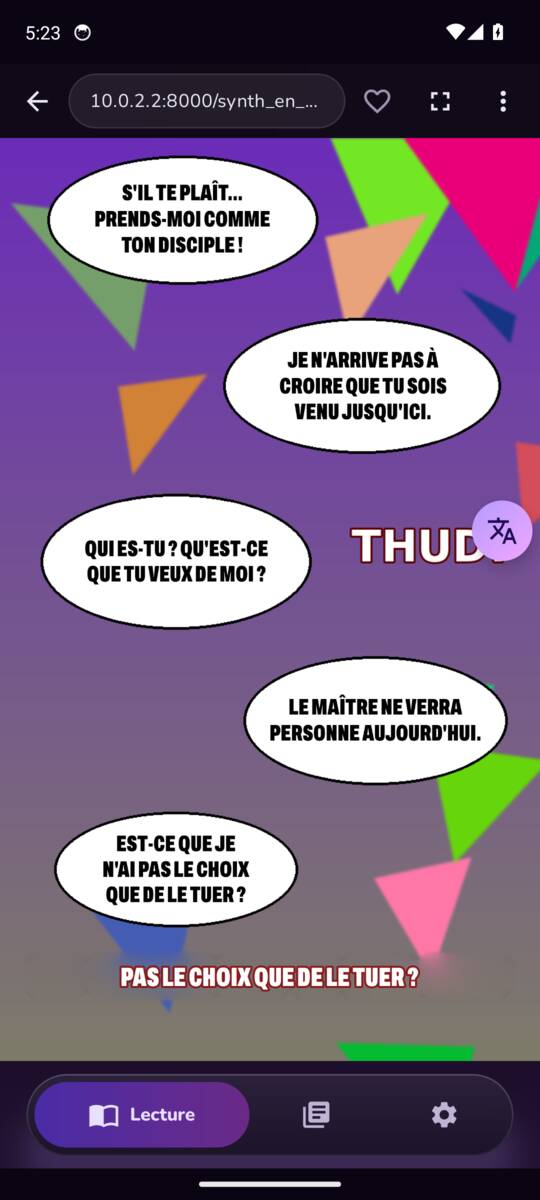 5:23
10.0.2.2:8000/synth_en_...
S'IL TE PLAÎT...
PRENDS-MOI COMME
TON DISCIPLE !
JE N'ARRIVE PAS À
CROIRE QUE TU SOIS
VENU JUSQU'ICI.
QUI ES-TU ? QU'EST-CE
QUE TU VEUX DE MOI ?
THUD
LE MAÎTRE NE VERRA
PERSONNE AUJOURD'HUI.
EST-CE QUE JE
N'AI PAS LE CHOIX
QUE DE LE TUER ?
PAS LE CHOIX QUE DE LE TUER ?
Lecture